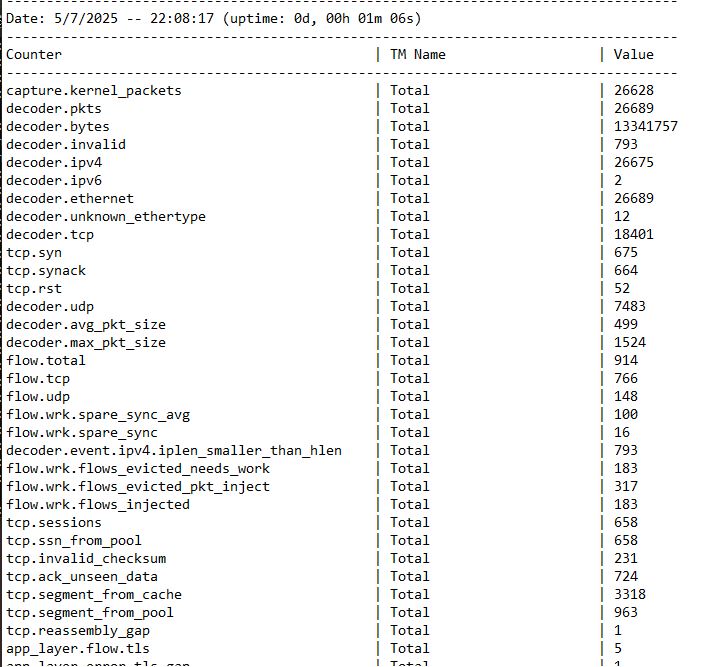 --------------------------------------------------------------------------------------
Date: 5/7/2025 -- 22:08:17 (uptime: 0d, 00h 01m 06s)
--------------------------------------------------------------------------------------
Counter | TM Name | Value
--------------------------------------------------------------------------------------
capture.kernel_packets | Total | 26628
decoder.pkts | Total | 26689
decoder.bytes | Total | 13341757
decoder.invalid | Total | 793
decoder.ipv4 | Total | 26675
decoder.ipv6 | Total | 2
decoder.ethernet | Total | 26689
decoder.unknown_ethertype | Total | 12
decoder.tcp | Total | 18401
tcp.syn | Total | 675
tcp.synack | Total | 664
tcp.rst | Total | 52
decoder.udp | Total | 7483
decoder.avg_pkt_size | Total | 499
decoder.max_pkt_size | Total | 1524
flow.total | Total | 914
flow.tcp | Total | 766
flow.udp | Total | 148
flow.wrk.spare_sync_avg | Total | 100
flow.wrk.spare_sync | Total | 16
decoder.event.ipv4.iplen_smaller_than_hlen | Total | 793
flow.wrk.flows_evicted_needs_work | Total | 183
flow.wrk.flows_evicted_pkt_inject | Total | 317
flow.wrk.flows_injected | Total | 183
tcp.sessions | Total | 658
tcp.ssn_from_pool | Total | 658
tcp.invalid_checksum | Total | 231
tcp.ack_unseen_data | Total | 724
tcp.segment_from_cache | Total | 3318
tcp.segment_from_pool | Total | 963
tcp.reassembly_gap | Total | 1
app_layer.flow.tls | Total | 5
app_layer.error.tls.gap | Total | 1